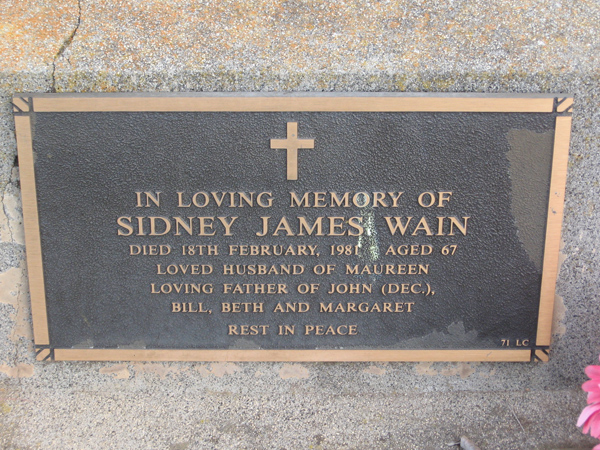 IN LOVING MEMORY OF
SIDNEY JAMES WAIN
DIED 18TH FEBRUARY, 1981 AGED 67
LOVED HUSBAND OF MAUREEN
LOVING FATHER OF JOHN (DEC.),
BILL, BETH AND MARGARET
REST IN PEACE
71 LC